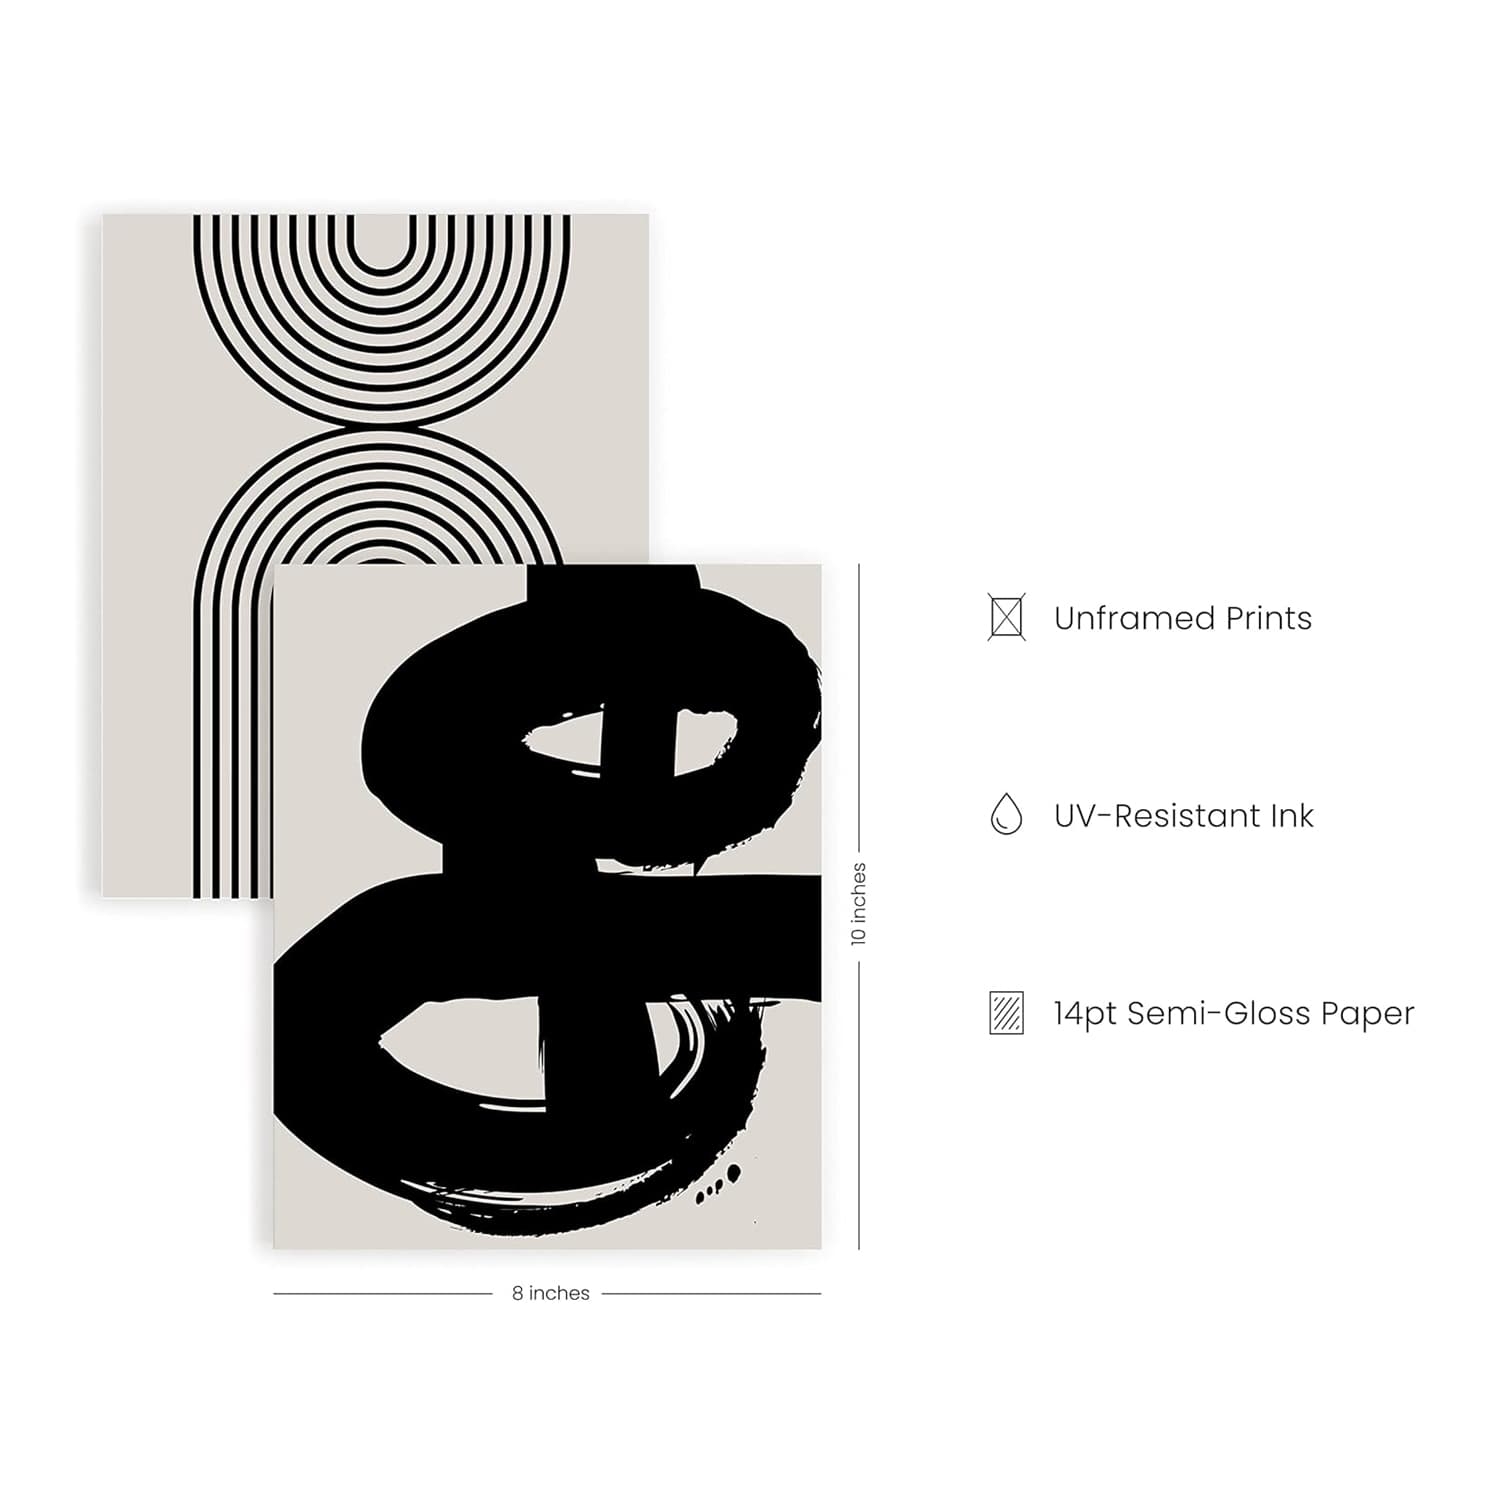 Unframed Prints
UV-Resistant Ink
10 inches
14pt Semi-Gloss Paper
8 inches